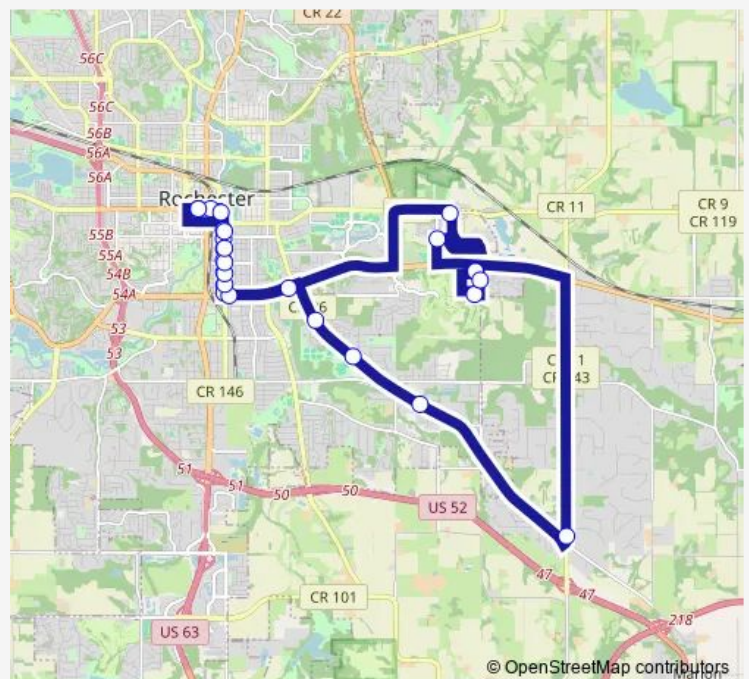 CR 22
56C
56C
56B
56A
56A
Rochester
CR 11
CR 9
CR 119
55B
55A
54B
54A
53
53
CR 146
51
51
50
50
US 52
47
47
CR 101
US 63
218
Marion
© OpenStreetMap contributors